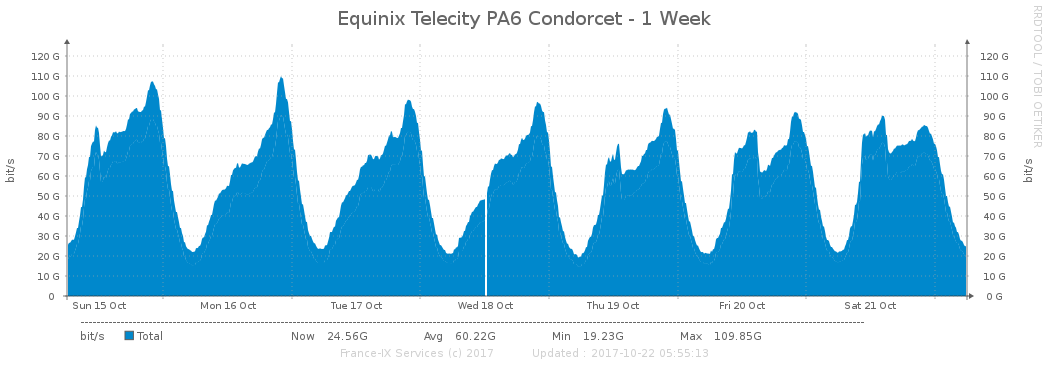 Equinix Telecity PA6 Condorcet - 1 Week
RRDTOOL / TOBI OETIKER
bit/s
120 G 120 G
110 G 110 G
100 G 100 G
90 G 90 G
80 G 80 G
70 G 70 G
60 G 60 G
50 G 50 G
40 G 40 G
30 G 30 G
20 G 20 G
10 G 10 G
0 0 G
bit/s
Sun 15 Oct Mon 16 Oct Tue 17 Oct Wed 18 Oct Thu 19 Oct Fri 20 Oct Sat 21 Oct
bit/s Total Now 24.56G Avg 60.22G Min 19.23G Max 109.85G
France-IX Services (c) 2017 Updated : 2017-10-22 05:55:13